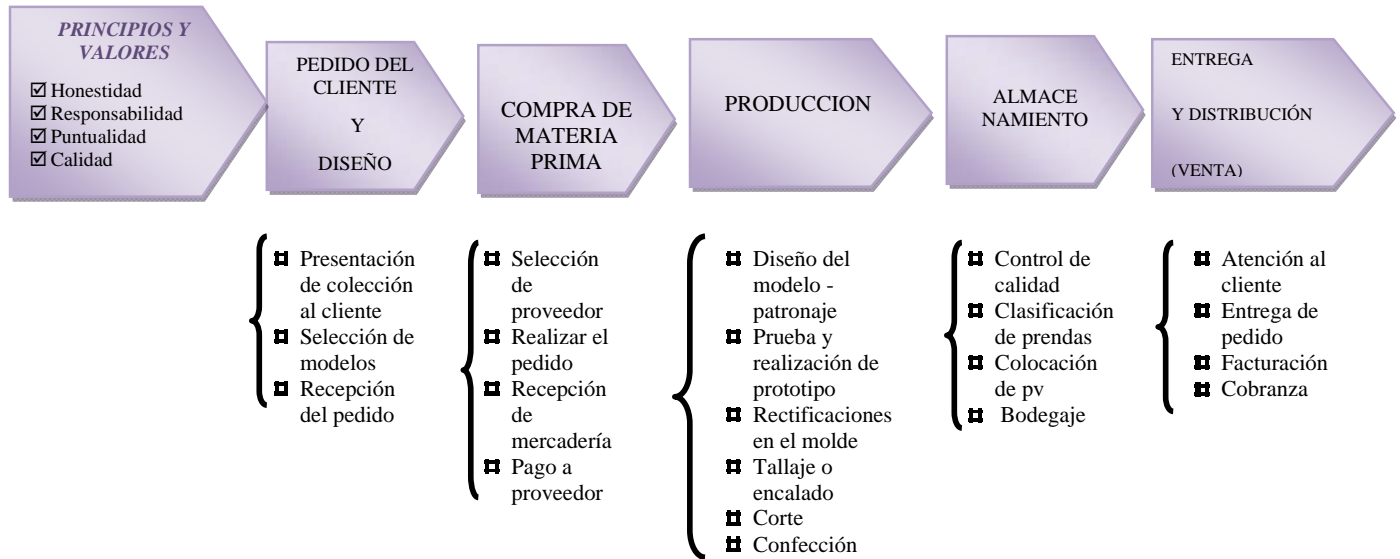 PRINCIPIOS Y
VALORES
☑ Honestidad
☑ Responsabilidad
☑ Puntualidad
☑ Calidad
PEDIDO DEL
CLIENTE
Y
DISEÑO
COMPRA DE
MATERIA
PRIMA
PRODUCCION
ALMACE
NAMIENTO
ENTREGA
Y DISTRIBUCIÓN
(VENTA)
Presentación
de colección
al cliente
Selección de
modelos
Recepción
del pedido
Selección
de
proveedor
Realizar el
pedido
Recepción
de
mercadería
Pago a
proveedor
Diseño del
modelo -
patronaje
Prueba y
realización de
prototipo
Rectificaciones
en el molde
Tallaje o
encalado
Corte
Confección
Control de
calidad
Clasificación
de prendas
Colocación
de pv
Bodegaje
Atención al
cliente
Entrega de
pedido
Facturación
Cobranza